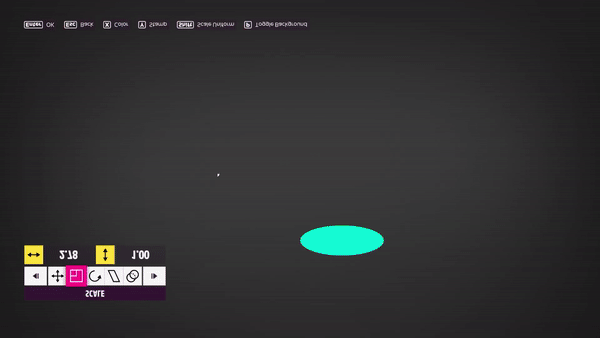 Enter OK Esc Back X Color Y Stamp Shift Scale Uniform P Toggle Background
2.78 1.00
SCALE